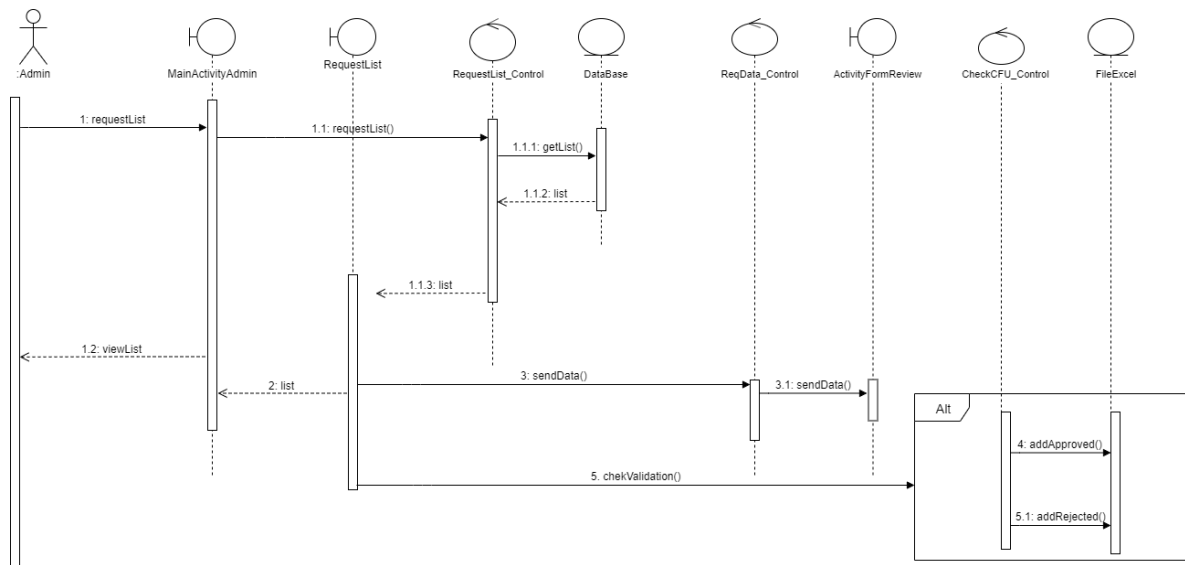 :Admin
MainActivityAdmin
RequestList
RequestList_Control
DataBase
ReqData_Control
ActivityFormReview
CheckCFU_Control
FileExcel
1: requestList
1.1: requestList()
1.1.1: getList()
1.1.2: list
1.1.3: list
1.2: viewList
2: list
3: sendData()
3.1: sendData()
Alt
4: addApproved()
5. chekValidation()
5.1: addRejected()